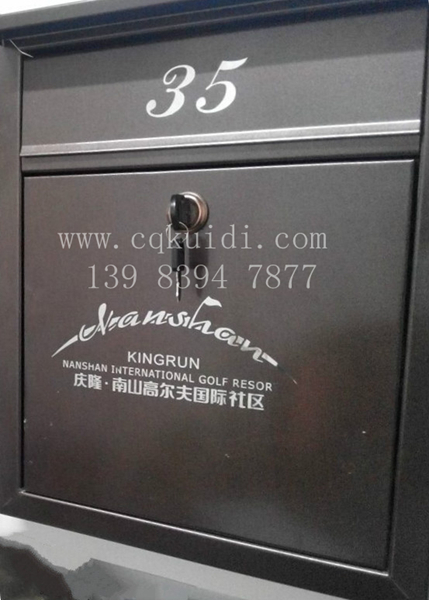 35
www.cqkuidi.com
139 8394 7877
Nanshan
KINGRUN
NANSHAN INTERNATIONAL GOLF RESOR
庆隆·南山高尔夫国际社区